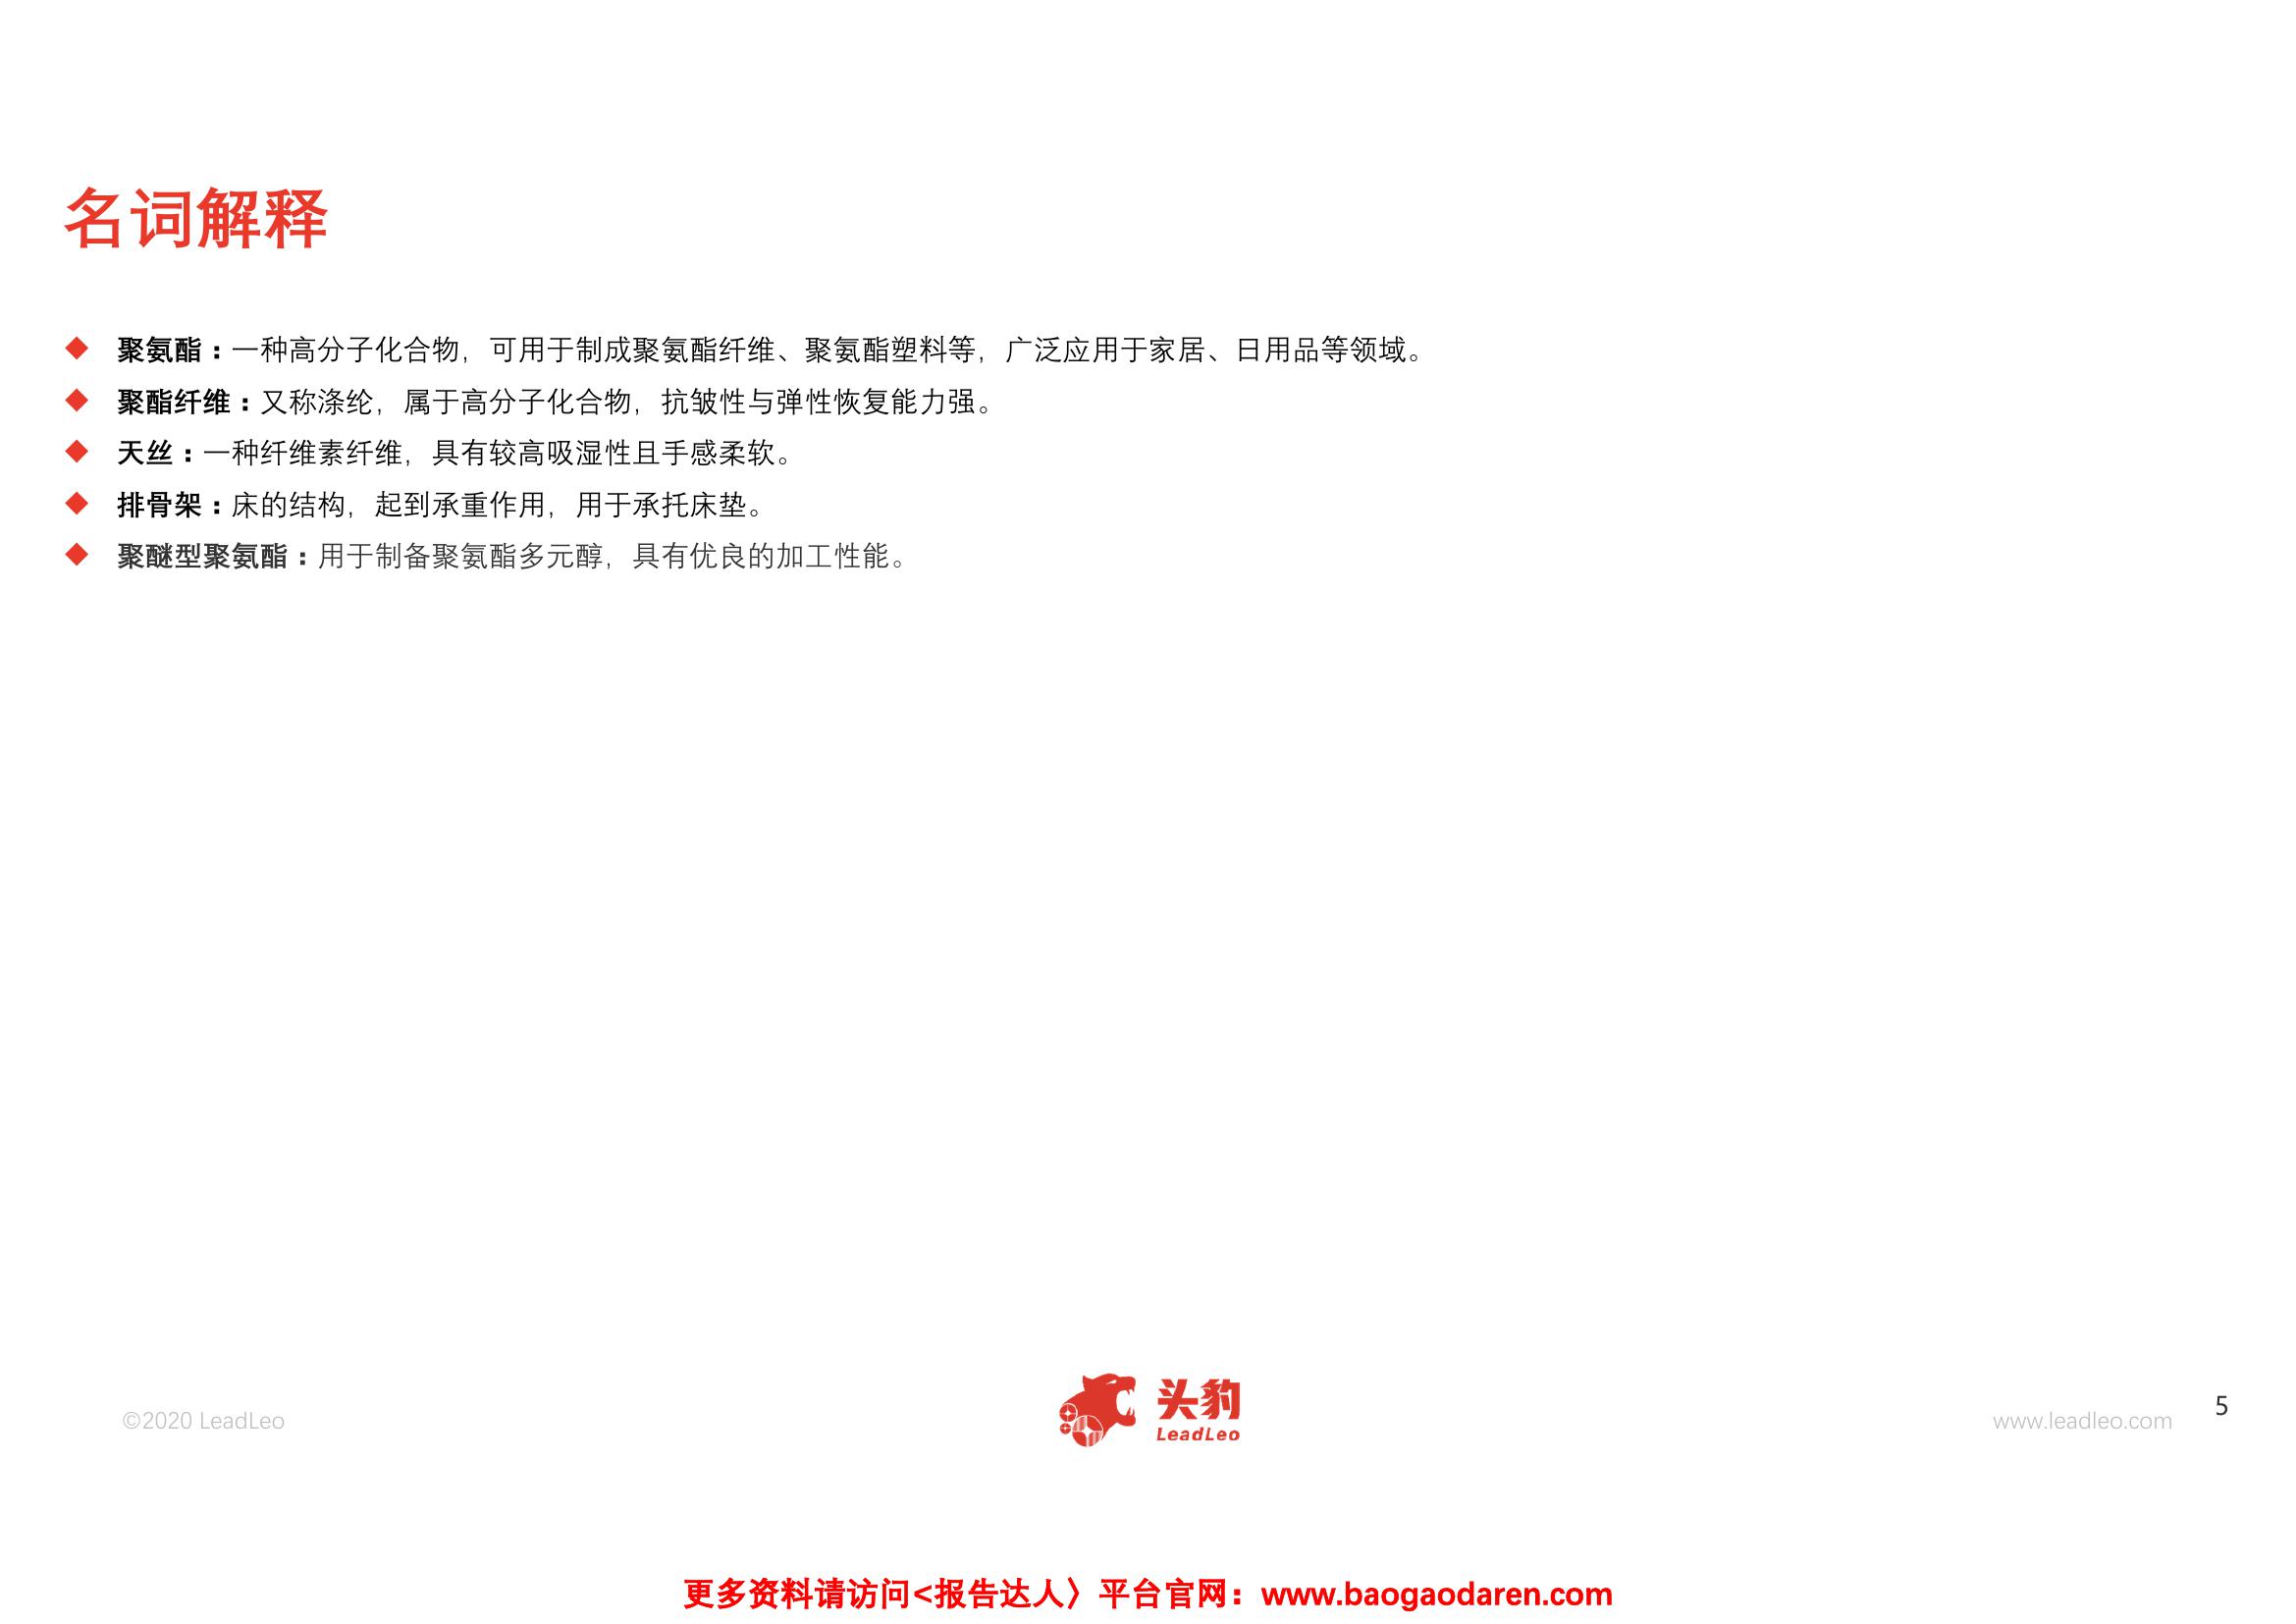 名词解释
◆ 聚氨酯：一种高分子化合物，可用于制成聚氨酯纤维、聚氨酯塑料等，广泛应用于家居、日用品等领域。
◆ 聚酯纤维：又称涤纶，属于高分子化合物，抗皱性与弹性恢复能力强。
◆ 天丝：一种纤维素纤维，具有较高吸湿性且手感柔软。
◆ 排骨架：床的结构，起到承重作用，用于承托床垫。
◆ 聚醚型聚氨酯：用于制备聚氨酯多元醇，具有优良的加工性能。
©2020 LeadLeo
头豹
LeadLeo
www.leadleo.com
5
更多资料请访问<报告达人〉平台官网：www.baogaodaren.com